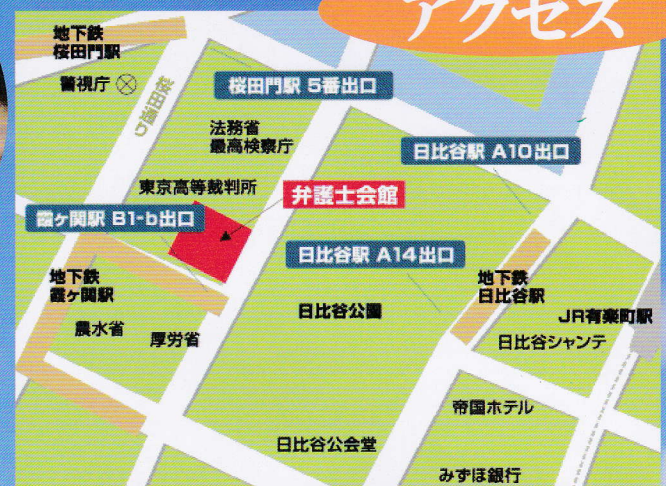 アクセス
地下鉄
桜田門駅
警視庁
桜田通り
桜田門駅 5番出口
法務省
最高検察庁
日比谷駅 A10出口
東京高等裁判所
弁護士会館
霞ヶ関駅 B1-b出口
日比谷駅 A14出口
地下鉄
霞ヶ関駅
地下鉄
日比谷駅
日比谷公園
JR有楽町駅
農水省
厚労省
日比谷シャンテ
帝国ホテル
日比谷公会堂
みずほ銀行